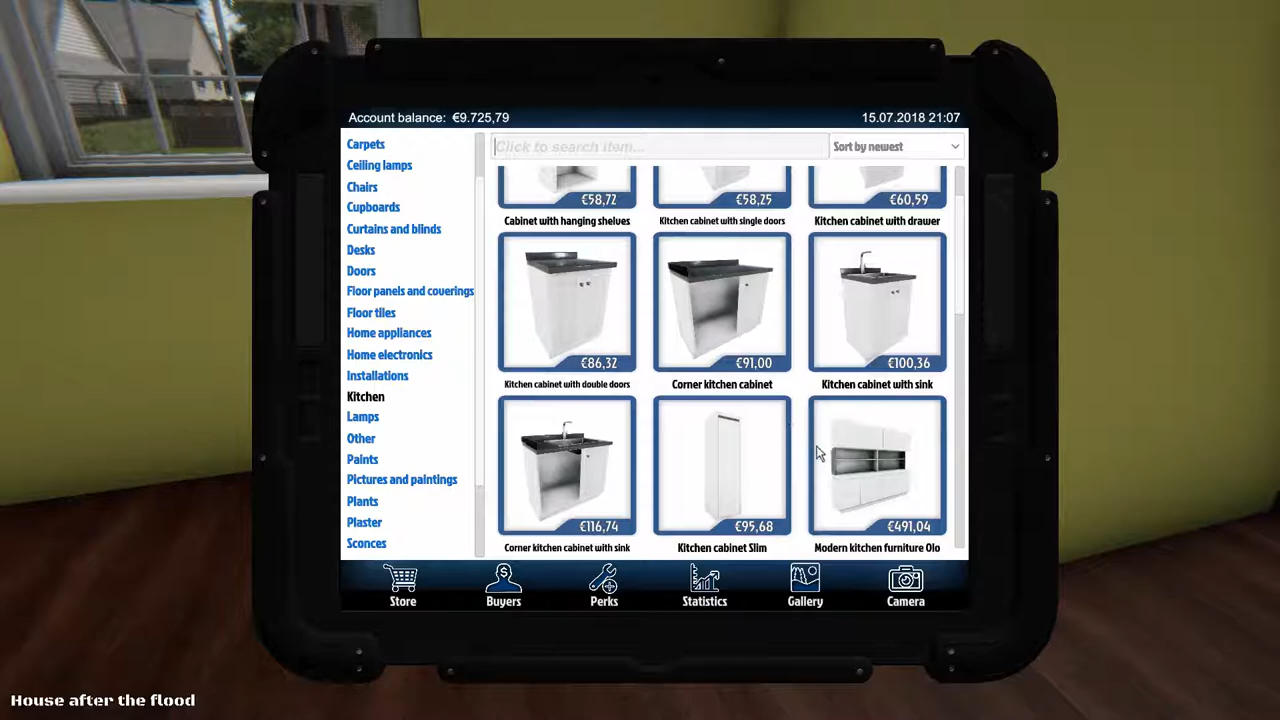 Account balance: €9.725,79
15.07.2018 21:07
Carpets
Ceiling lamps
Chairs
Cupboards
Curtains and blinds
Desks
Doors
Floor panels and coverings
Floor tiles
Home appliances
Home electronics
Installations
Kitchen
Lamps
Other
Paints
Pictures and paintings
Plants
Plaster
Sconces
Click to search item...
Sort by newest
€58,72
€58,25
€60,59
Cabinet with hanging shelves
Kitchen cabinet with single doors
Kitchen cabinet with drawer
€86,32
€91,00
€100,36
Kitchen cabinet with double doors
Corner kitchen cabinet
Kitchen cabinet with sink
€116,74
€95,68
€491,04
Corner kitchen cabinet with sink
Kitchen cabinet Slim
Modern kitchen furniture Olo
Store
Buyers
Perks
Statistics
Gallery
Camera
House after the flood